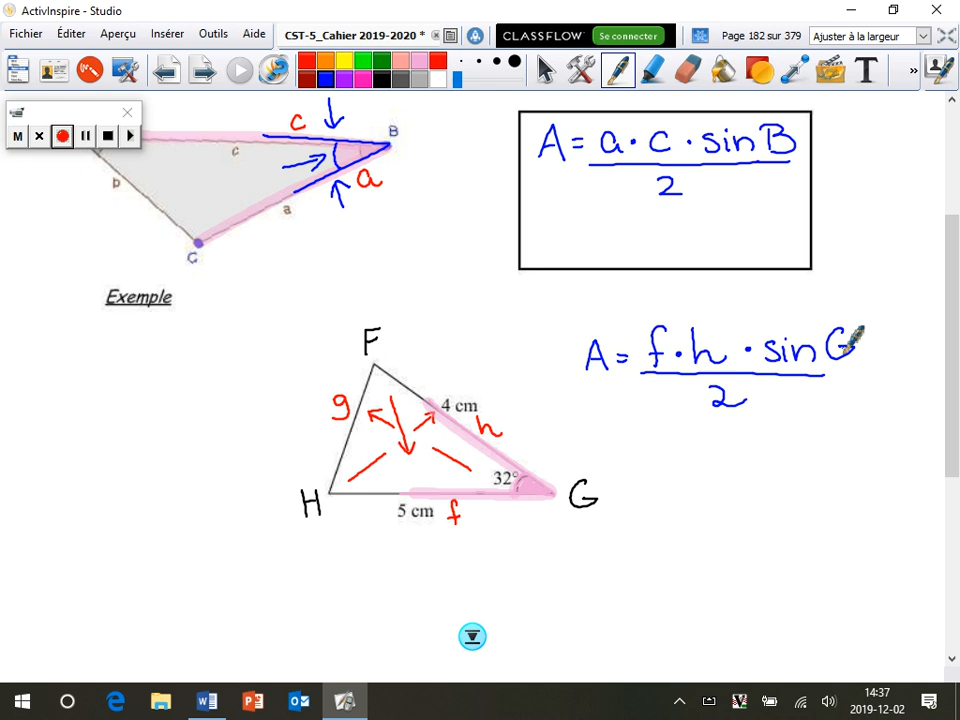 ActivInspire - Studio
Fichier Éditer Aperçu Insérer Outils Aide
CST-5_Cahier 2019-2020 *
CLASSFLOW Se connecter
Page 182 sur 379
Ajuster à la largeur
T »
M
c
B
c
a
b
a
C
A = a · c · sin B
2
Exemple
F
A = f · h · sin G
2
g
4 cm
h
32°
H
G
5 cm f
14:37
2019-12-02